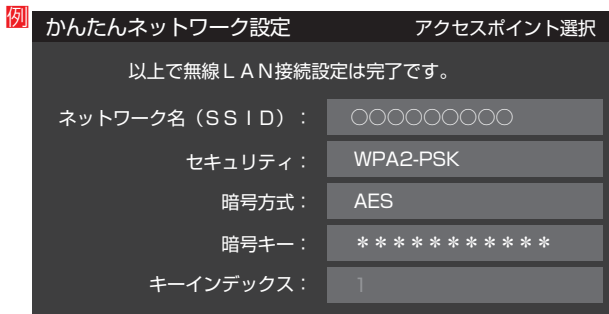 例
かんたんネットワーク設定 アクセスポイント選択
以上で無線LAN接続設定は完了です。
ネットワーク名(SSID): ○○○○○○○○○
セキュリティ: WPA2-PSK
暗号方式: AES
暗号キー: ***********
キーインデックス: 1